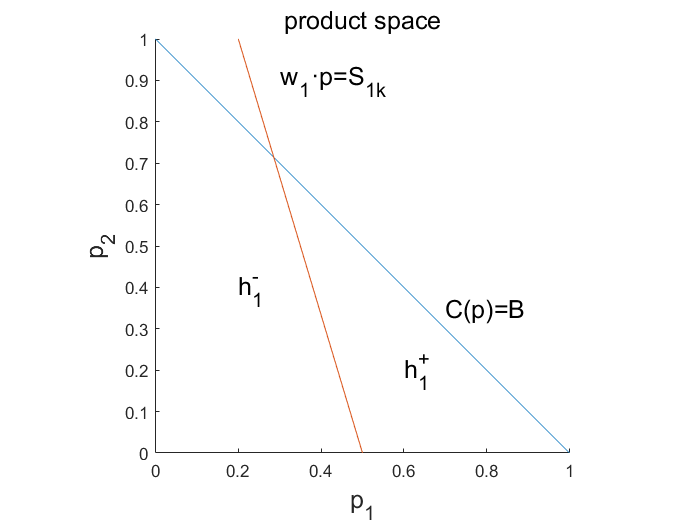 product space
1
w₁·p=S₁ₖ
0.9
0.8
0.7
0.6
p₂
0.5
h₁⁻
0.4
C(p)=B
0.3
h₁⁺
0.2
0.1
0
0 0.2 0.4 0.6 0.8 1
p₁